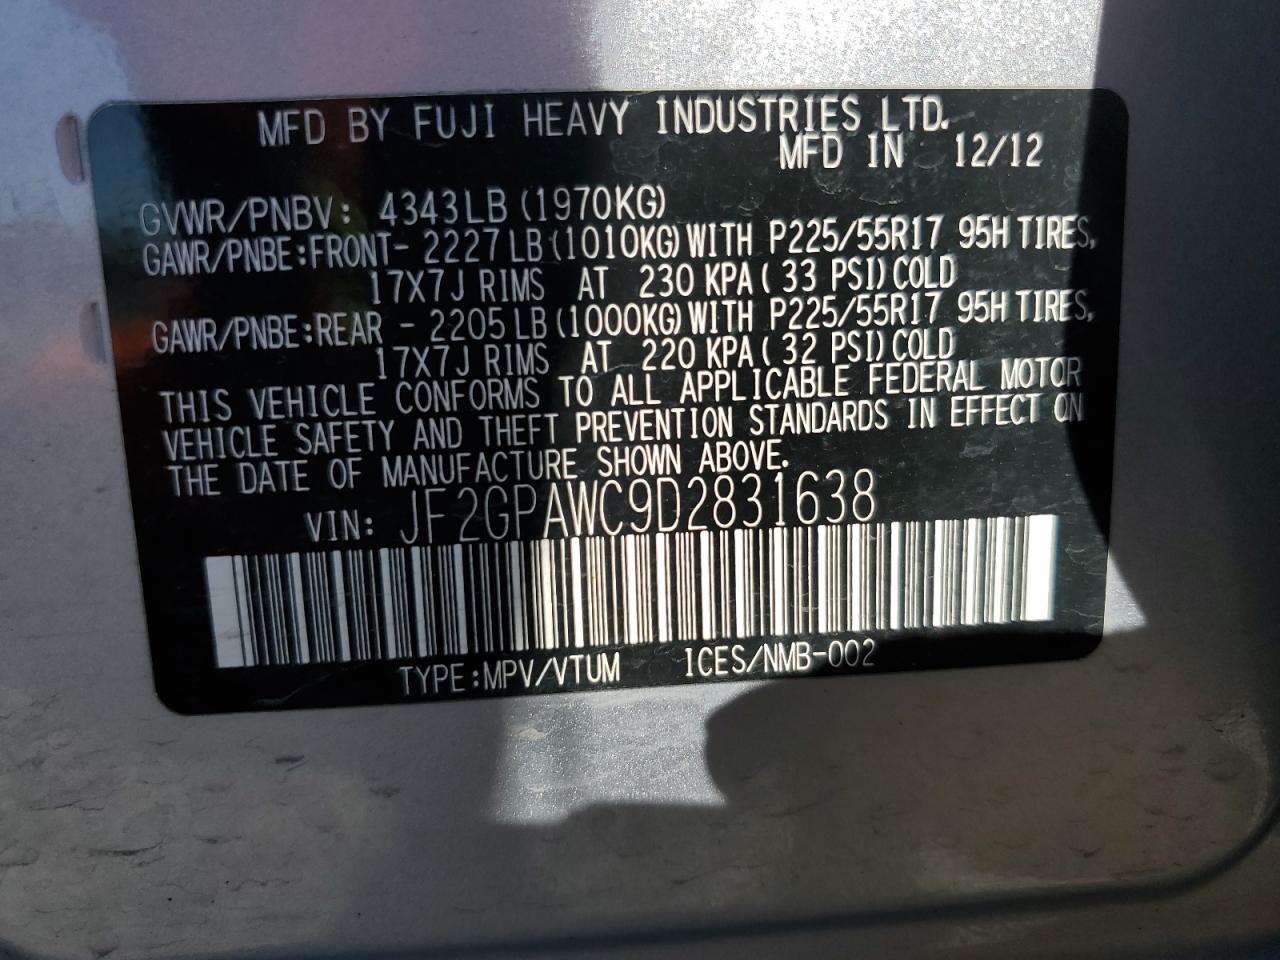 MFD BY FUJI HEAVY INDUSTRIES LTD.
MFD IN 12/12
GVWR/PNBV: 4343LB (1970KG)
GAWR/PNBE:FRONT- 2227LB (1010KG) WITH P225/55R17 95H TIRES,
17X7J RIMS AT 230 KPA ( 33 PSI) COLD
GAWR/PNBE:REAR - 2205LB (1000KG) WITH P225/55R17 95H TIRES,
17X7J RIMS AT 220 KPA ( 32 PSI) COLD
THIS VEHICLE CONFORMS TO ALL APPLICABLE FEDERAL MOTOR
VEHICLE SAFETY AND THEFT PREVENTION STANDARDS IN EFFECT ON
THE DATE OF MANUFACTURE SHOWN ABOVE.
VIN: JF2GPAWC9D2831638
TYPE:MPV/VTUM ICES/NMB-002